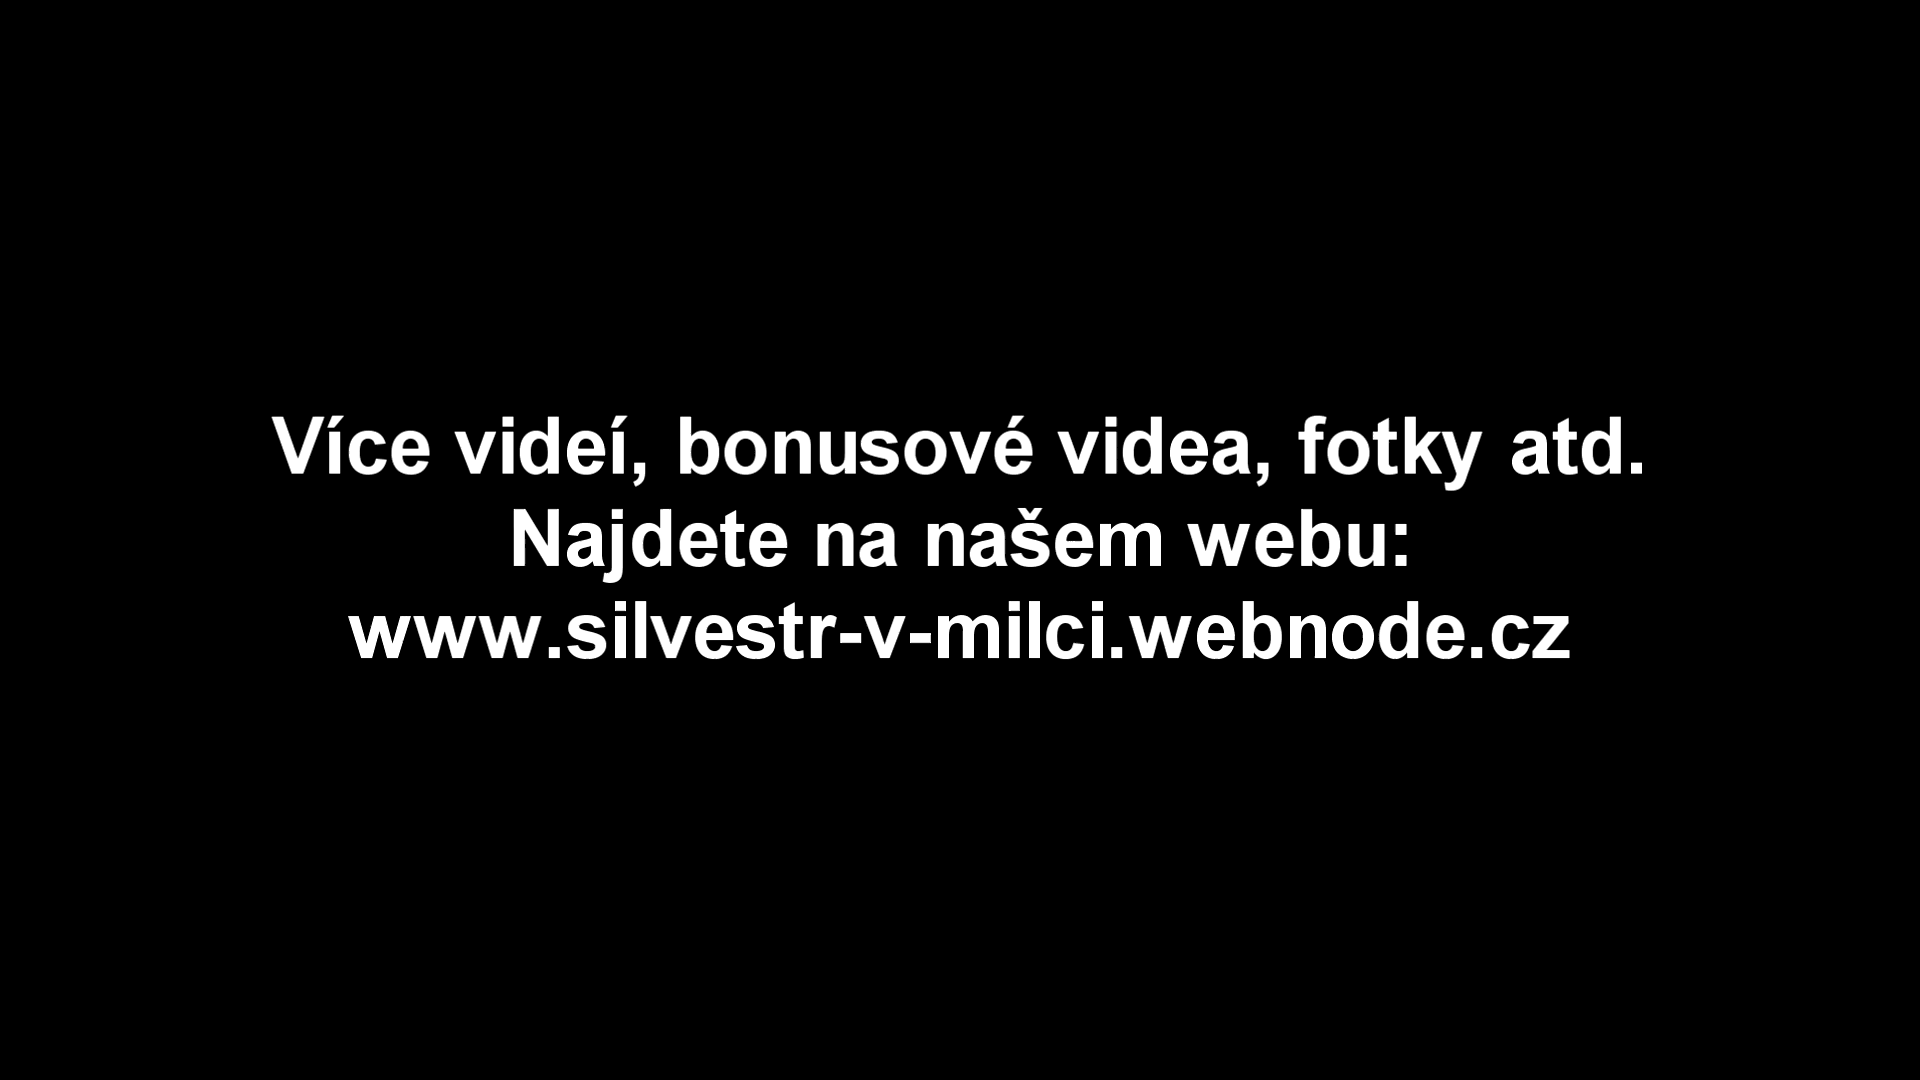 Více videí, bonusové videa, fotky atd.
Najdete na našem webu:
www.silvestr-v-milci.webnode.cz